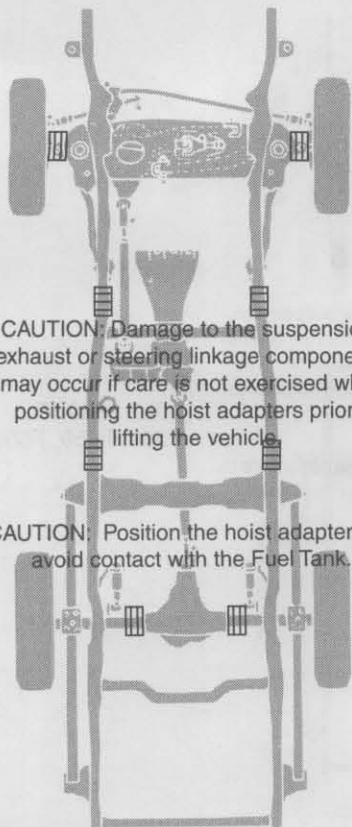 CAUTION: Damage to the suspensio
exhaust or steering linkage compone
may occur if care is not exercised wh
positioning the hoist adapters prior
lifting the vehicle.
CAUTION: Position the hoist adapter
avoid contact with the Fuel Tank.